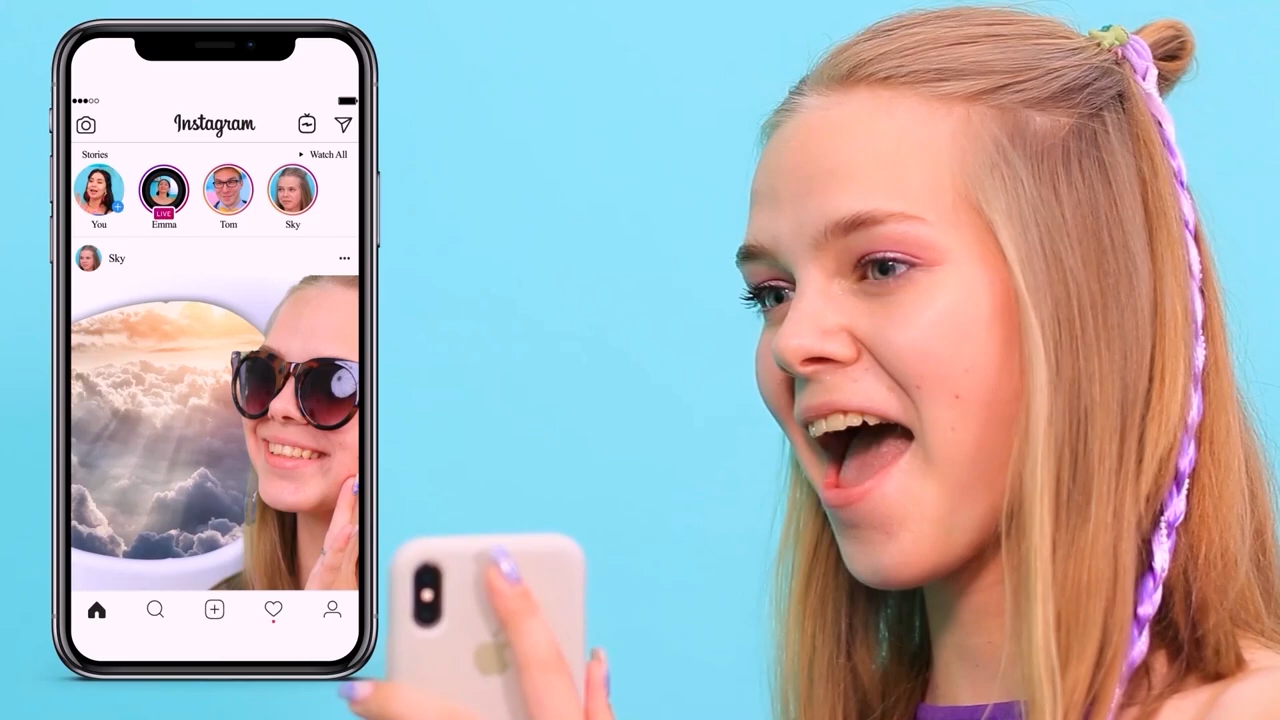 Instagram
Stories
Watch All
LIVE
You
Emma
Tom
Sky
Sky